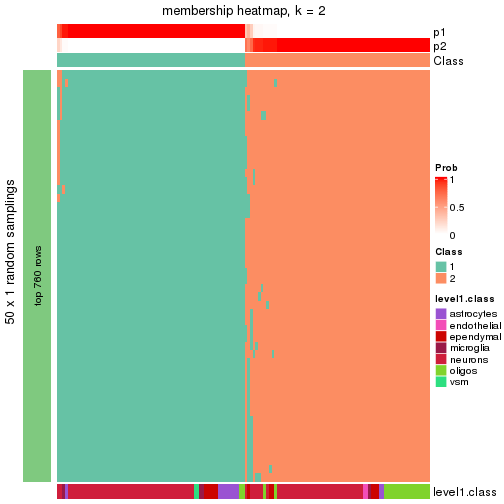 membership heatmap, k = 2
p1
p2
Class
50 x 1 random samplings
top 760 rows
Prob
1
0.5
0
Class
1
2
level1.class
astrocytes
endothelial
ependymal
microglia
neurons
oligos
vsm
level1.class